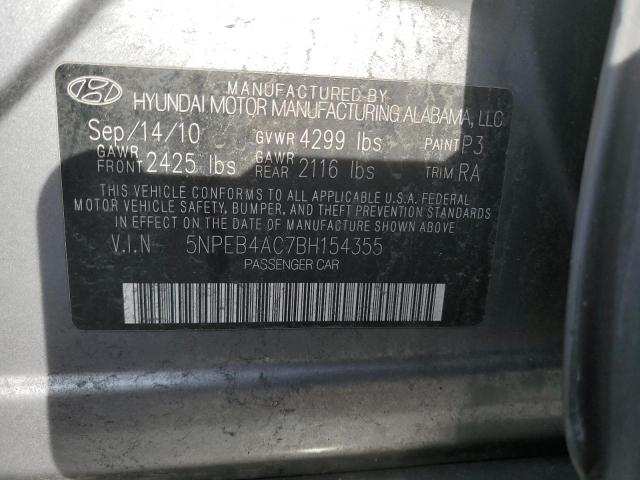 MANUFACTURED BY
HYUNDAI MOTOR MANUFACTURING ALABAMA, LLC
Sep/14/10 GVWR 4299 lbs PAINT P3
GAWR FRONT 2425 lbs GAWR REAR 2116 lbs TRIM RA
THIS VEHICLE CONFORMS TO ALL APPLICABLE U.S.A. FEDERAL
MOTOR VEHICLE SAFETY, BUMPER, AND THEFT PREVENTION STANDARDS
IN EFFECT ON THE DATE OF MANUFACTURE SHOWN ABOVE.
V.I.N 5NPEB4AC7BH154355
PASSENGER CAR